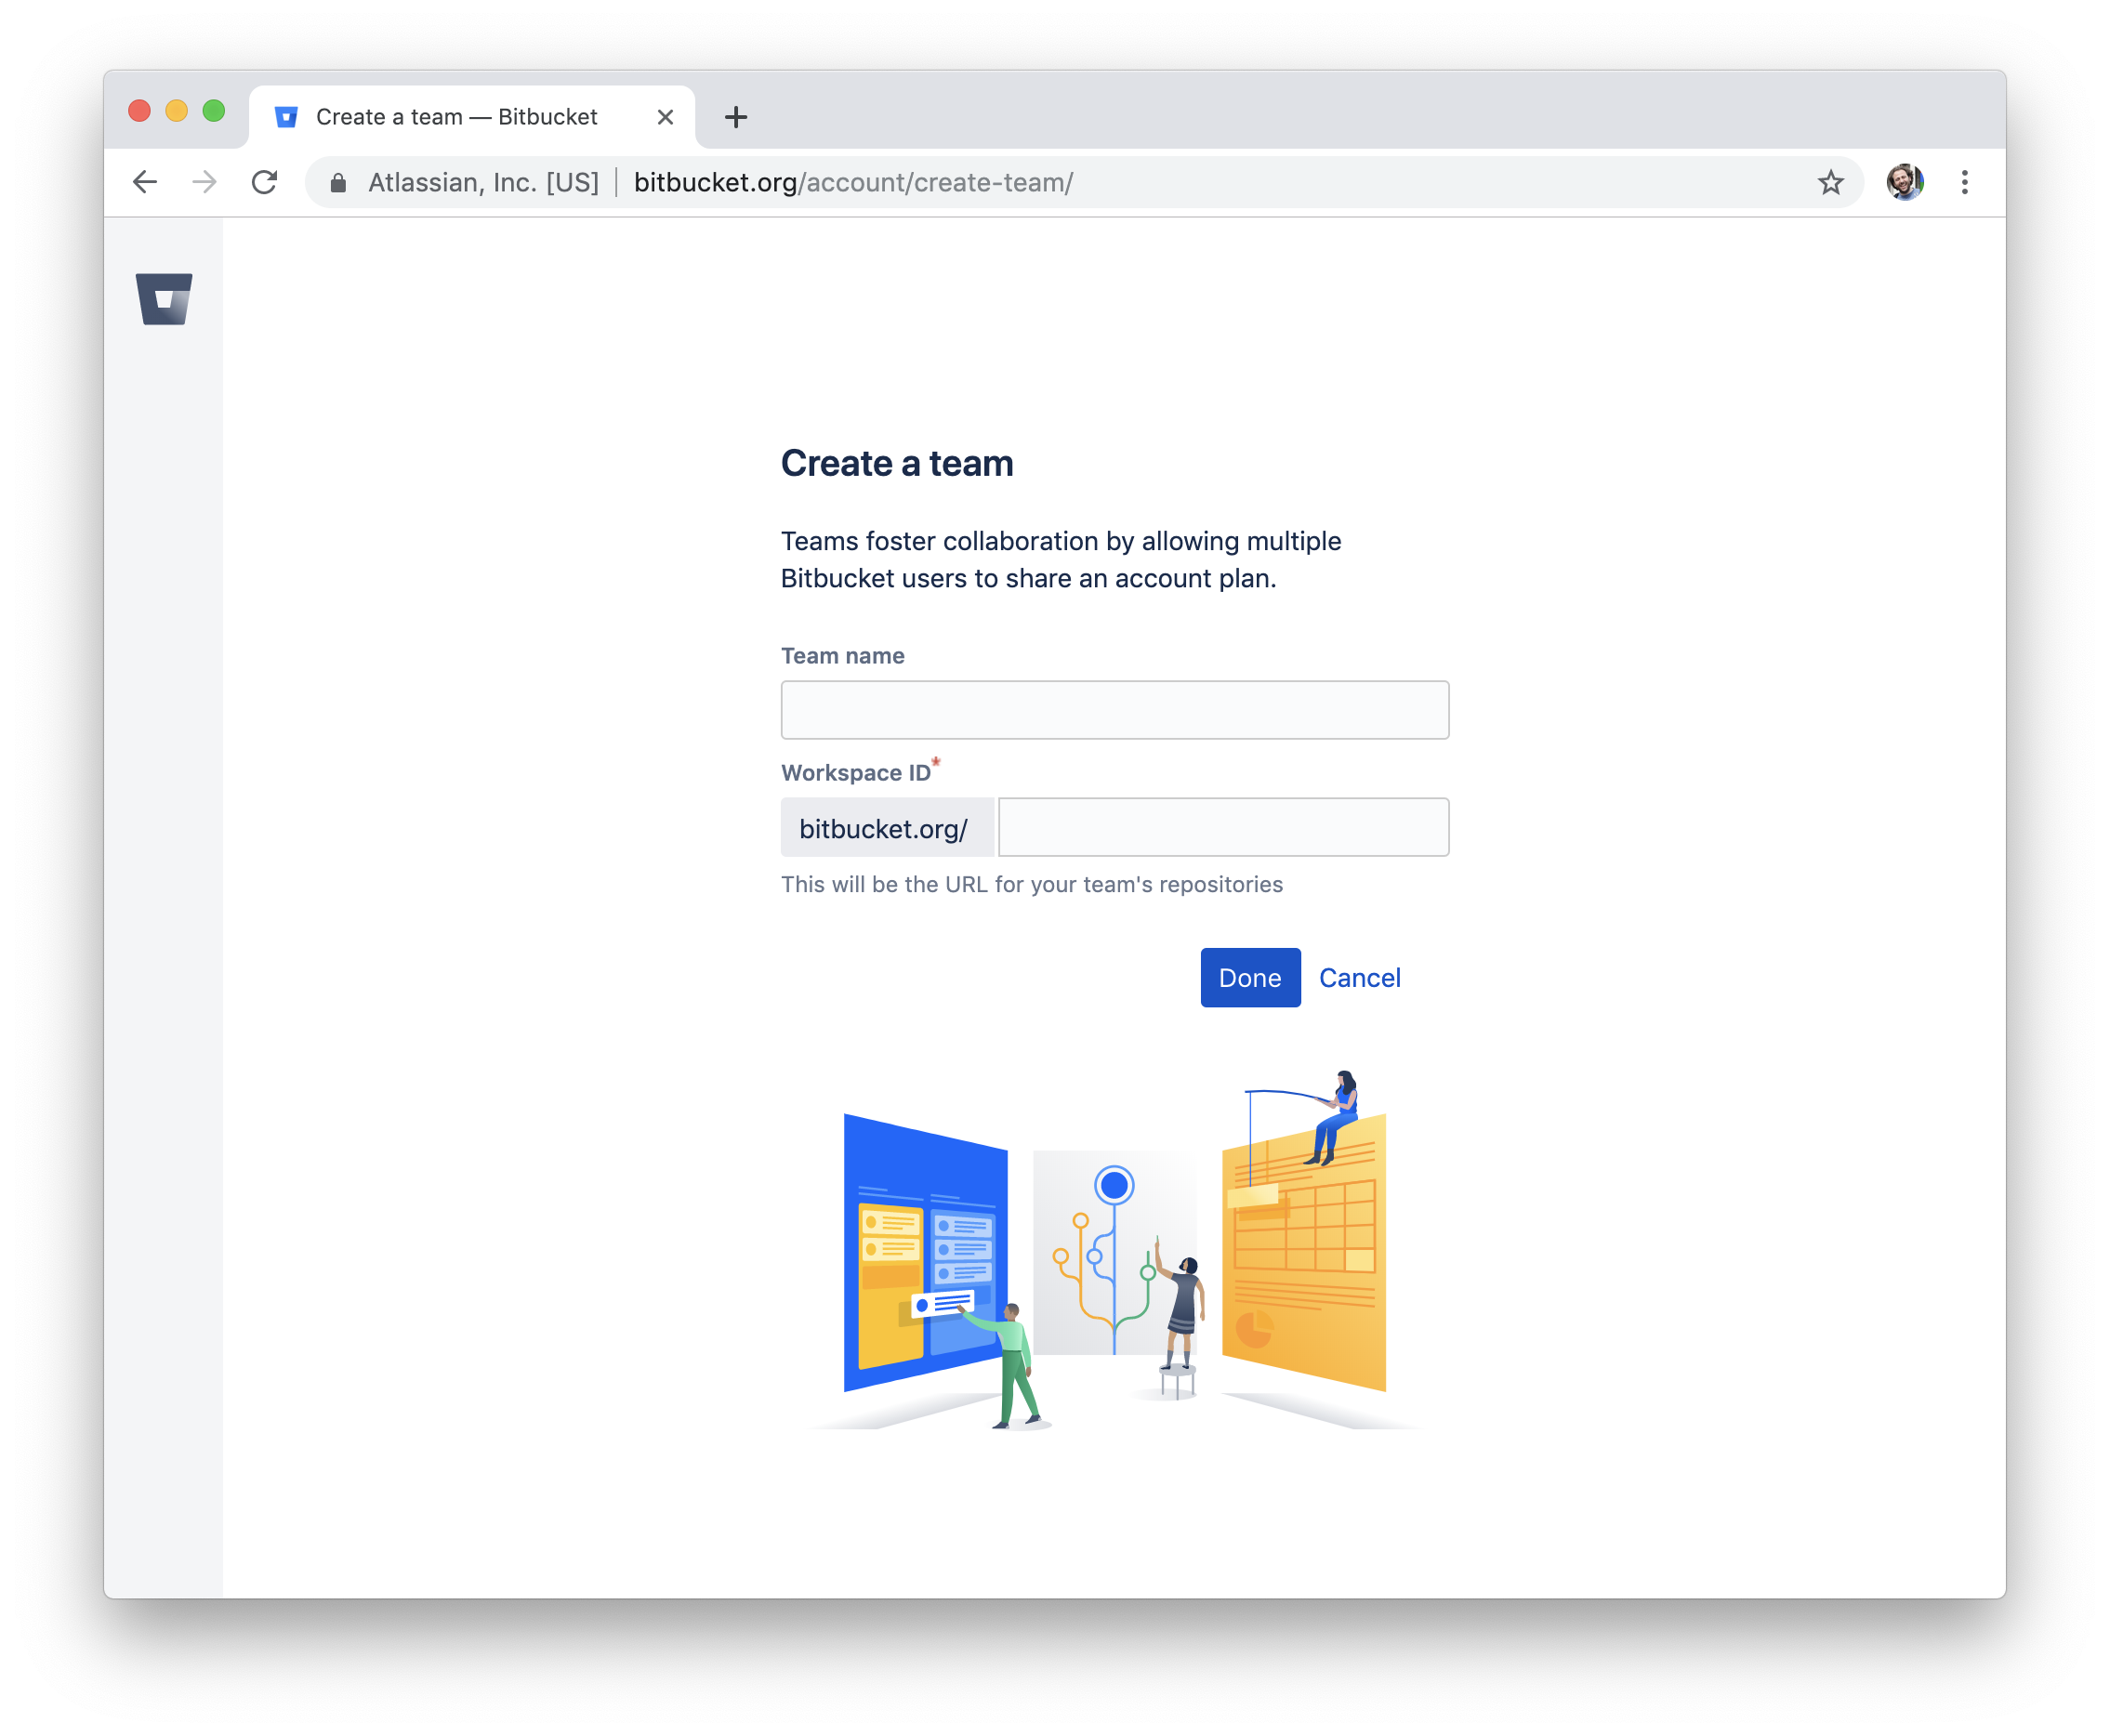 Create a team — Bitbucket
Atlassian, Inc. [US] | bitbucket.org/account/create-team/
Create a team
Teams foster collaboration by allowing multiple
Bitbucket users to share an account plan.
Team name
Workspace ID*
bitbucket.org/
This will be the URL for your team's repositories
Done Cancel